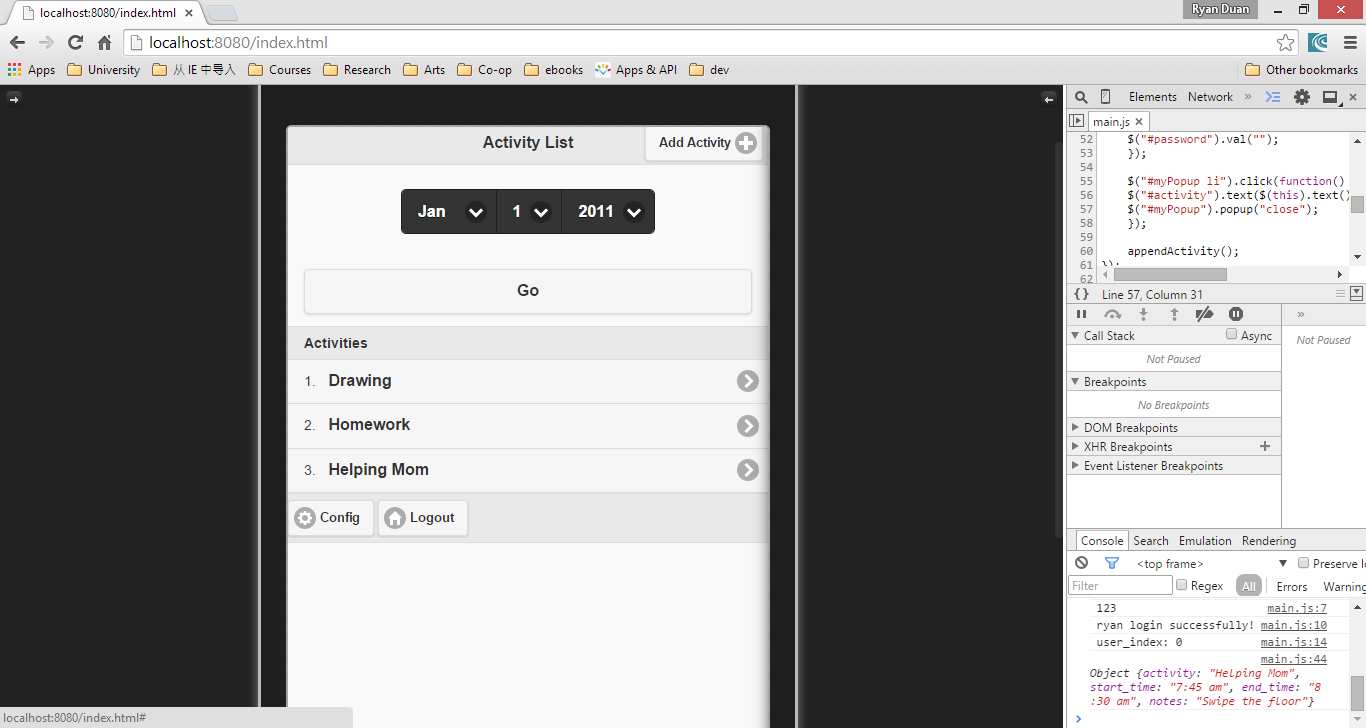 localhost:8080/index.html
Ryan Duan
localhost:8080/index.html
Apps University 从 IE 中导入 Courses Research Arts Co-op ebooks Apps & API dev Other bookmarks
Activity List
Add Activity
Jan 1 2011
Go
Activities
1. Drawing
2. Homework
3. Helping Mom
Config Logout
localhost:8080/index.html#
Elements Network »
main.js
52 $("#password").val("");
53 });
54
55 $("#myPopup li").click(function()
56 $("#activity").text($(this).text()
57 $("#myPopup").popup("close");
58 });
59
60 appendActivity();
61 });
62
{} Line 57, Column 31
»
Call Stack Async
Not Paused
Not Paused
Breakpoints
No Breakpoints
DOM Breakpoints
XHR Breakpoints
Event Listener Breakpoints
Console Search Emulation Rendering
<top frame> Preserve lo
Filter Regex All Errors Warning
123 main.js:7
ryan login successfully! main.js:10
user_index: 0 main.js:14
main.js:44
Object {activity: "Helping Mom",
start_time: "7:45 am", end_time: "8
:30 am", notes: "Swipe the floor"}